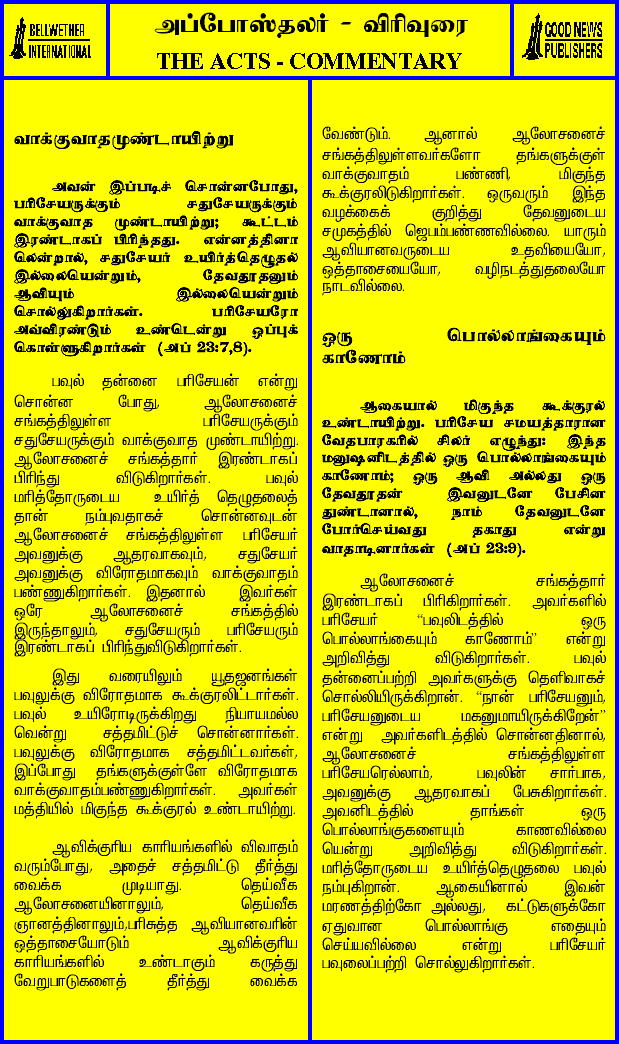 BELLWETHER
INTERNATIONAL
அப்போஸ்தலர் - விரிவுரை
THE ACTS - COMMENTARY
GOOD NEWS
PUBLISHERS
வாக்குவாதமுண்டாயிற்று
அவன் இப்படிச் சொன்னபோது,
பரிசேயருக்கும் சதுசேயருக்கும்
வாக்குவாத முண்டாயிற்று; கூட்டம்
இரண்டாகப் பிரிந்தது. என்னத்தினா
லென்றால், சதுசேயர் உயிர்த்தெழுதல்
இல்லையென்றும், தேவதூதனும்
ஆவியும் இல்லையென்றும்
சொல்லுகிறார்கள். பரிசேயரோ
அவ்விரண்டும் உண்டென்று ஒப்புக்
கொள்ளுகிறார்கள் (அப் 23:7,8).
பவுல் தன்னை பரிசேயன் என்று
சொன்ன போது, ஆலோசனைச்
சங்கத்திலுள்ள பரிசேயருக்கும்
சதுசேயருக்கும் வாக்குவாத முண்டாயிற்று.
ஆலோசனைச் சங்கத்தார் இரண்டாகப்
பிரிந்து விடுகிறார்கள். பவுல்
மரித்தோருடைய உயிர்த் தெழுதலைத்
தான் நம்புவதாகச் சொன்னவுடன்
ஆலோசனைச் சங்கத்திலுள்ள பரிசேயர்
அவனுக்கு ஆதரவாகவும், சதுசேயர்
அவனுக்கு விரோதமாகவும் வாக்குவாதம்
பண்ணுகிறார்கள். இதனால் இவர்கள்
ஒரே ஆலோசனைச் சங்கத்தில்
இருந்தாலும், சதுசேயரும் பரிசேயரும்
இரண்டாகப் பிரிந்துவிடுகிறார்கள்.
இது வரையிலும் யூதஜனங்கள்
பவுலுக்கு விரோதமாக கூக்குரலிட்டார்கள்.
பவுல் உயிரோடிருக்கிறது நியாயமல்ல
வென்று சத்தமிட்டுச் சொன்னார்கள்.
பவுலுக்கு விரோதமாக சத்தமிட்டவர்கள்,
இப்போது தங்களுக்குள்ளே விரோதமாக
வாக்குவாதம்பண்ணுகிறார்கள். அவர்கள்
மத்தியில் மிகுந்த கூக்குரல் உண்டாயிற்று.
ஆவிக்குரிய காரியங்களில் விவாதம்
வரும்போது, அதைச் சத்தமிட்டு தீர்த்து
வைக்க முடியாது. தெய்வீக
ஆலோசனையினாலும், தெய்வீக
ஞானத்தினாலும்,பரிசுத்த ஆவியானவரின்
ஒத்தாசையோடும் ஆவிக்குரிய
காரியங்களில் உண்டாகும் கருத்து
வேறுபாடுகளைத் தீர்த்து வைக்க
வேண்டும். ஆனால் ஆலோசனைச்
சங்கத்திலுள்ளவர்களோ தங்களுக்குள்
வாக்குவாதம் பண்ணி, மிகுந்த
கூக்குரலிடுகிறார்கள். ஒருவரும் இந்த
வழக்கைக் குறித்து தேவனுடைய
சமுகத்தில் ஜெபம்பண்ணவில்லை. யாரும்
ஆவியானவருடைய உதவியையோ,
ஒத்தாசையையோ, வழிநடத்துதலையோ
நாடவில்லை.
ஒரு பொல்லாங்கையும்
காணோம்
ஆகையால் மிகுந்த கூக்குரல்
உண்டாயிற்று. பரிசேய சமயத்தாரான
வேதபாரகரில் சிலர் எழுந்து: இந்த
மனுஷனிடத்தில் ஒரு பொல்லாங்கையும்
காணோம்; ஒரு ஆவி அல்லது ஒரு
தேவதூதன் இவனுடனே பேசின
துண்டானால், நாம் தேவனுடனே
போர்செய்வது தகாது என்று
வாதாடினார்கள் (அப் 23:9).
ஆலோசனைச் சங்கத்தார்
இரண்டாகப் பிரிகிறார்கள். அவர்களில்
பரிசேயர் “பவுலிடத்தில் ஒரு
பொல்லாங்கையும் காணோம்” என்று
அறிவித்து விடுகிறார்கள். பவுல்
தன்னைப்பற்றி அவர்களுக்கு தெளிவாகச்
சொல்லியிருக்கிறான். “நான் பரிசேயனும்,
பரிசேயனுடைய மகனுமாயிருக்கிறேன்”
என்று அவர்களிடத்தில் சொன்னதினால்,
ஆலோசனைச் சங்கத்திலுள்ள
பரிசேயரெல்லாம், பவுலின் சார்பாக,
அவனுக்கு ஆதரவாகப் பேசுகிறார்கள்.
அவனிடத்தில் தாங்கள் ஒரு
பொல்லாங்குகளையும் காணவில்லை
யென்று அறிவித்து விடுகிறார்கள்.
மரித்தோருடைய உயிர்த்தெழுதலை பவுல்
நம்புகிறான். ஆகையினால் இவன்
மரணத்திற்கோ அல்லது, கட்டுகளுக்கோ
ஏதுவான பொல்லாங்கு எதையும்
செய்யவில்லை என்று பரிசேயர்
பவுலைப்பற்றி சொல்லுகிறார்கள்.